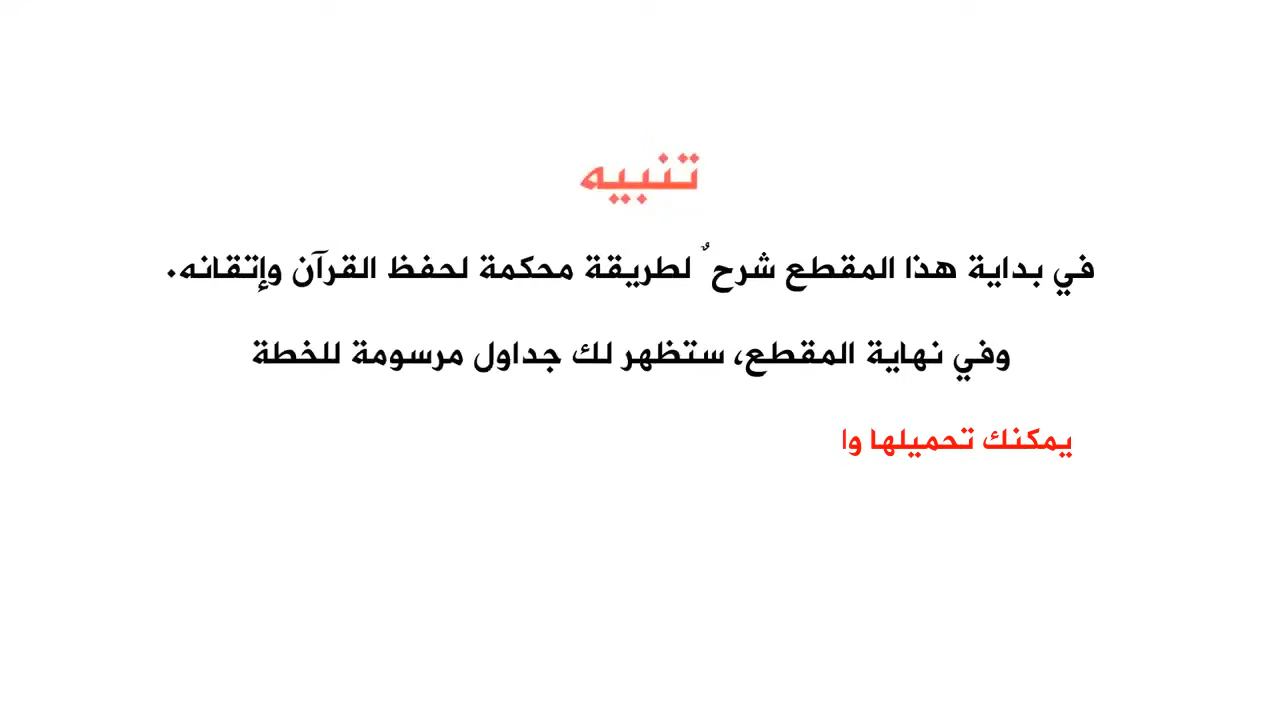 تنبيه
في بداية هذا المقطع شرحٌ لطريقة محكمة لحفظ القرآن وإتقانه.
وفي نهاية المقطع، ستظهر لك جداول مرسومة للخطة
يمكنك تحميلها وا